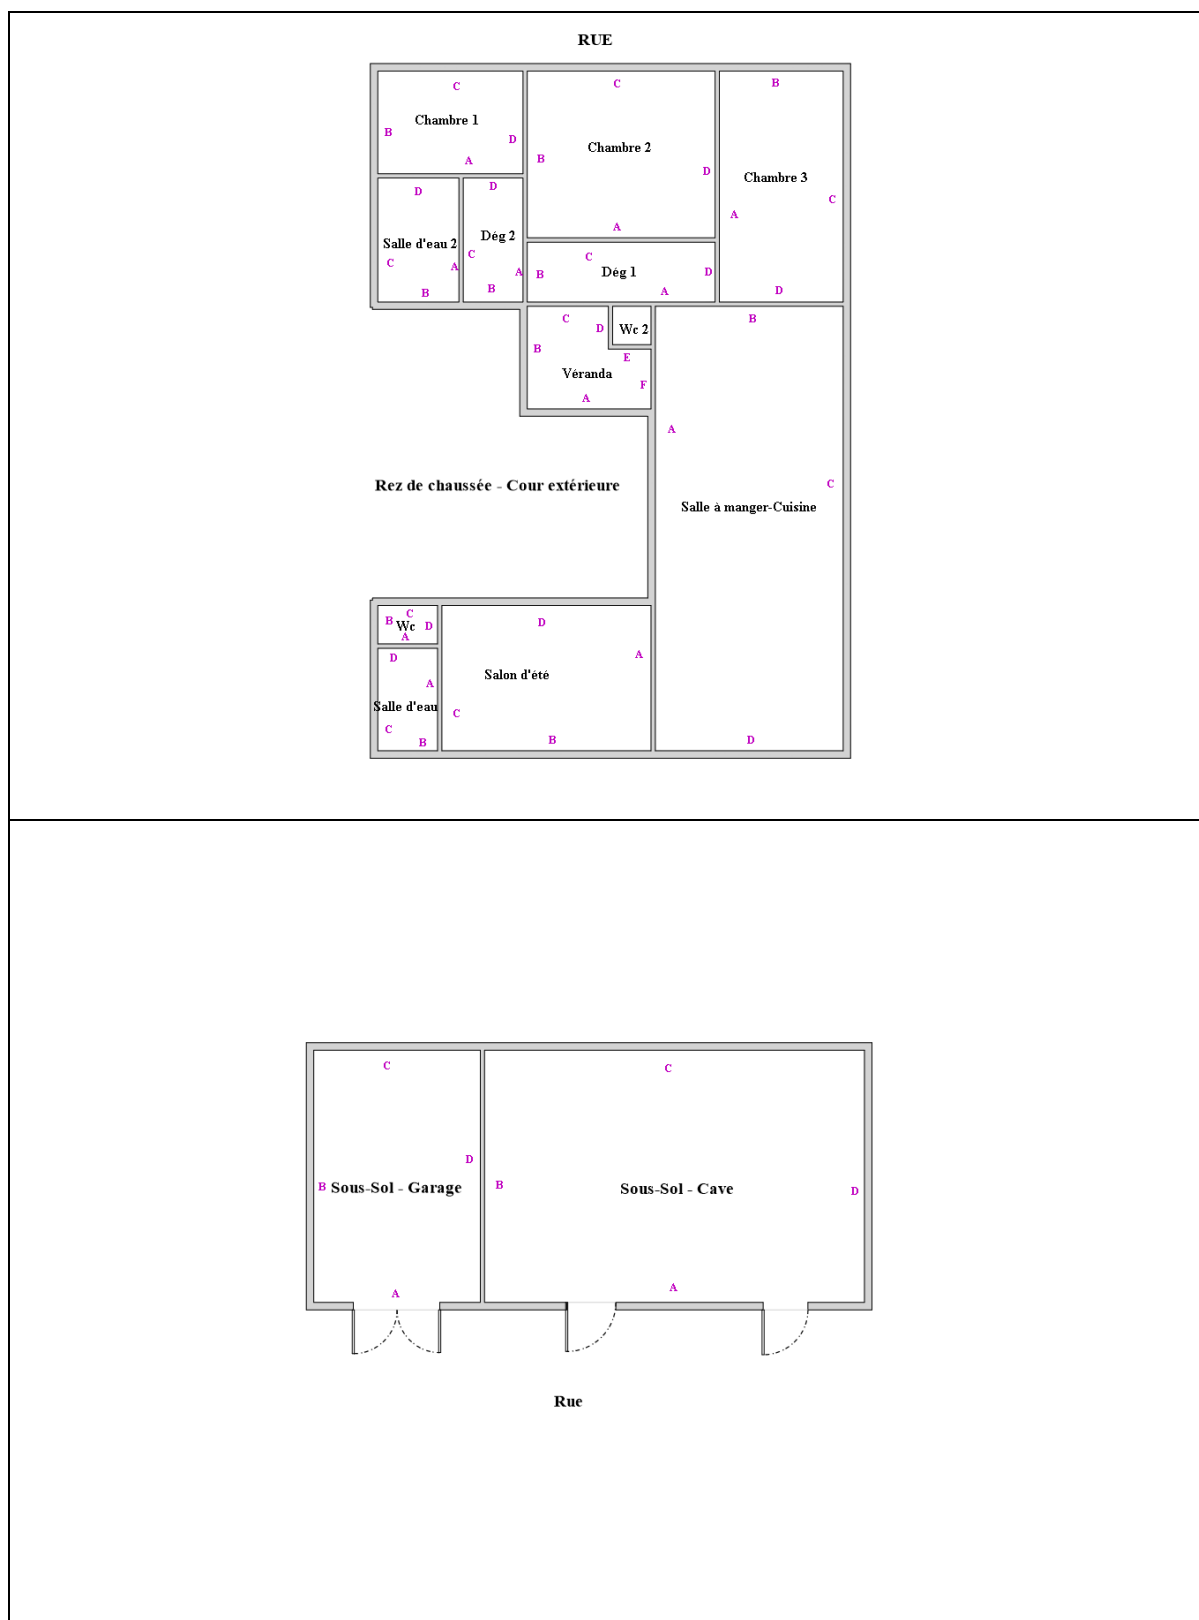 RUE
C
Chambre 1
B
D
A
C
Chambre 2
B
D
A
B
Chambre 3
A
C
D
D
Salle d'eau 2
C
A
B
D
Dég 2
C
A
B
C
Dég 1
B
D
A
C
D
B
Véranda
E
F
A
Wc 2
B
A
C
Salle à manger-Cuisine
D
Rez de chaussée - Cour extérieure
C
B
Wc
D
A
D
A
Salle d'eau
C
B
D
A
Salon d'été
C
B
C
D
B
Sous-Sol - Garage
A
C
B
Sous-Sol - Cave
D
A
Rue